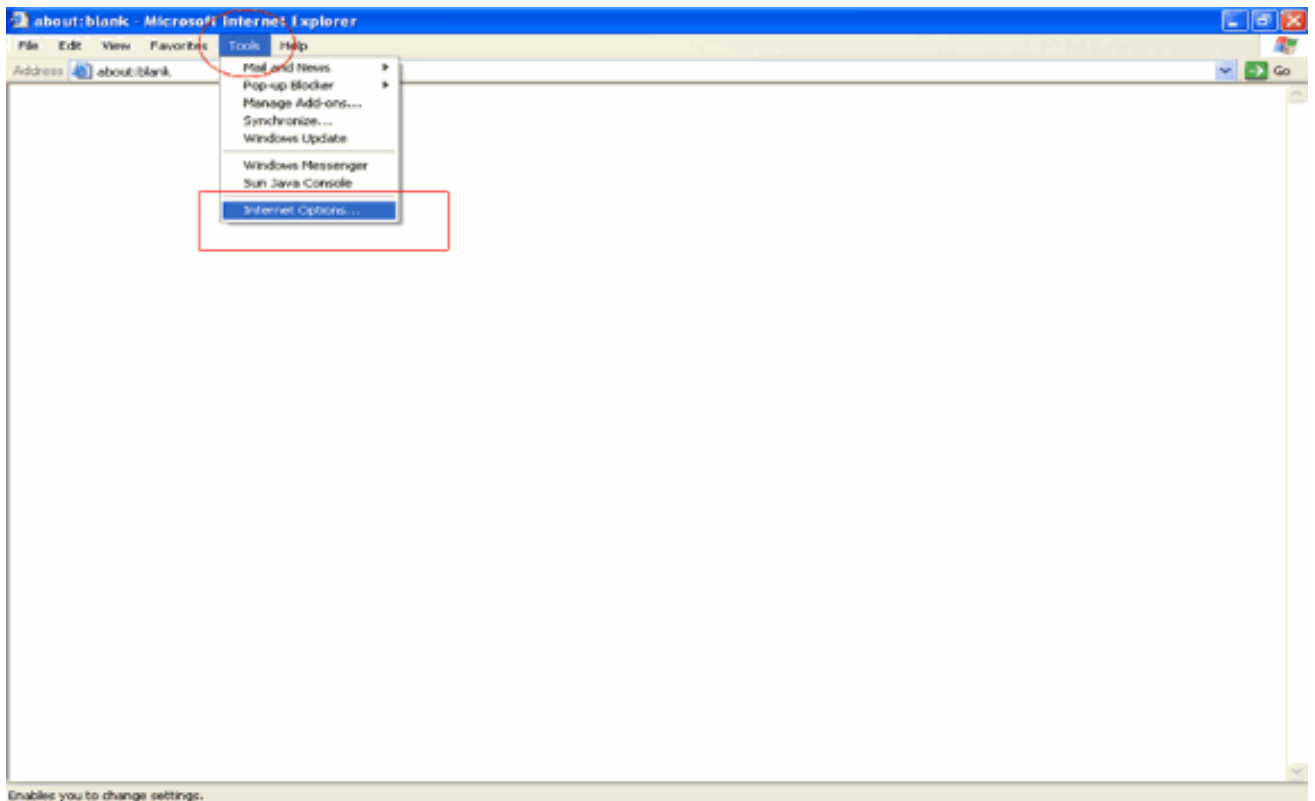 about:blank - Microsoft Internet Explorer
File Edit View Favorites Tools Help
Address about:blank Go
Mail and News
Pop-up Blocker
Manage Add-ons...
Synchronize...
Windows Update
Windows Messenger
Sun Java Console
Internet Options...
Enables you to change settings.